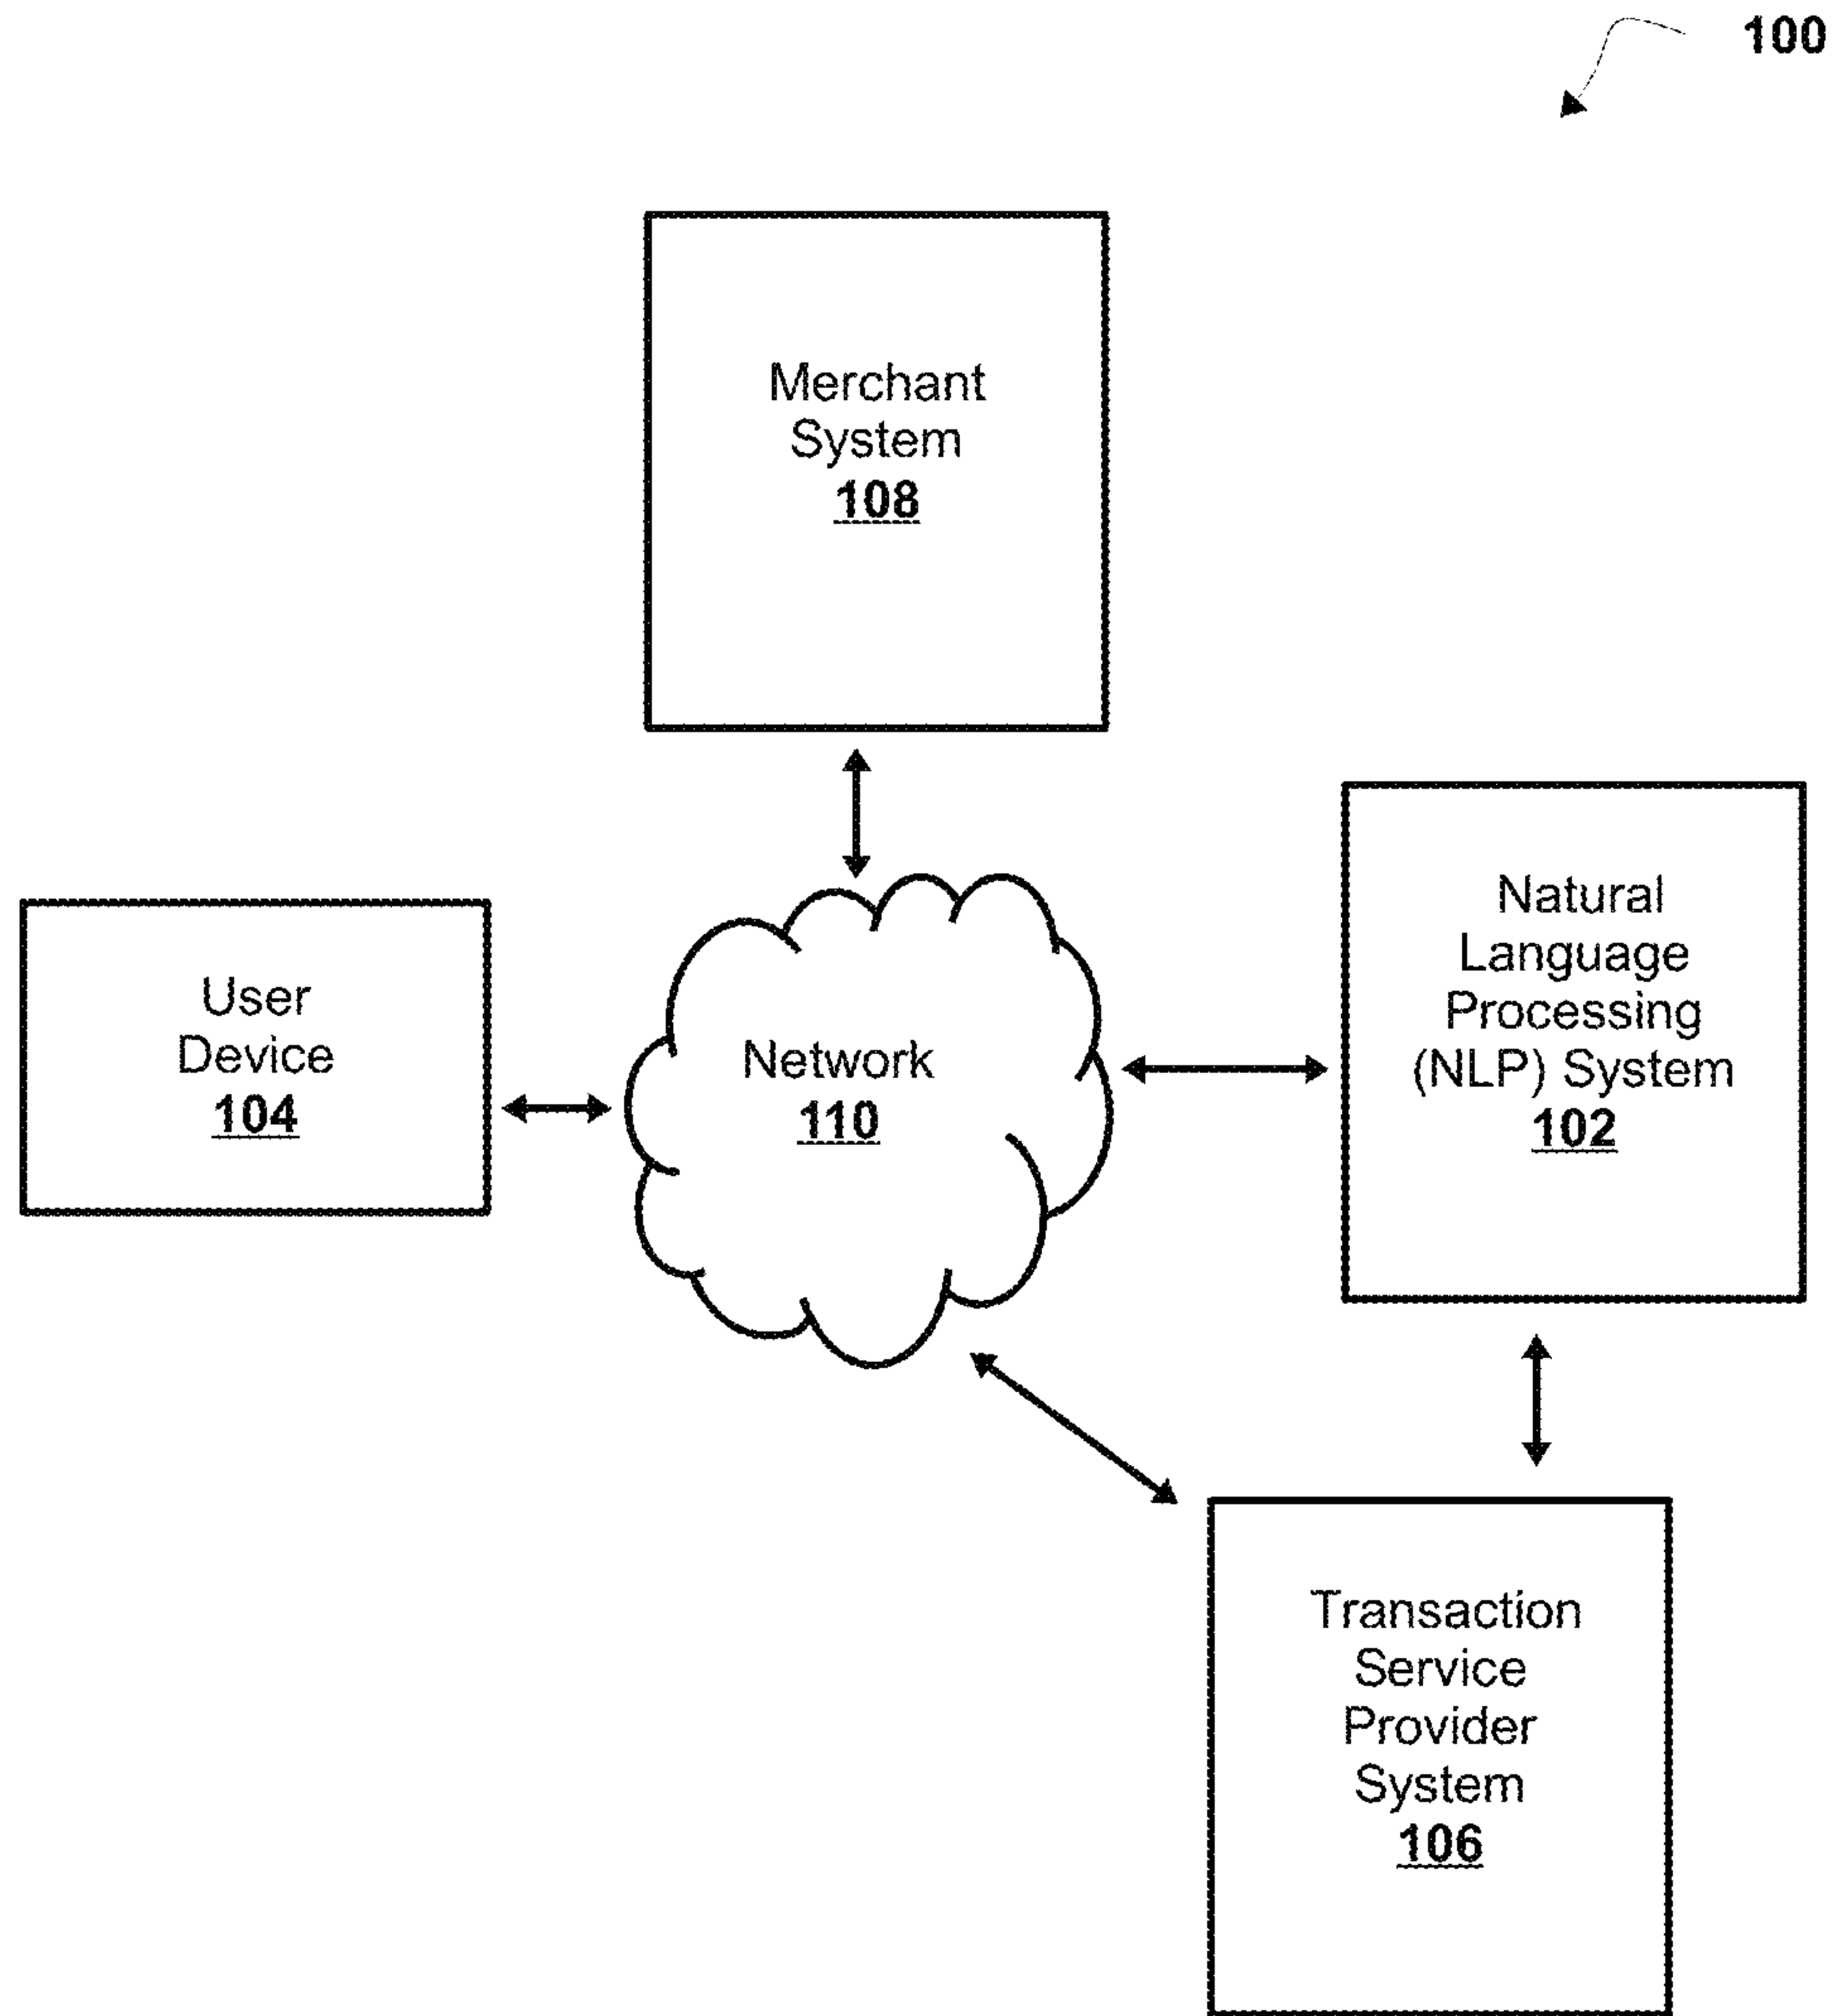 100
Merchant
System
108
User
Device
104
Network
110
Natural
Language
Processing
(NLP) System
102
Transaction
Service
Provider
System
106